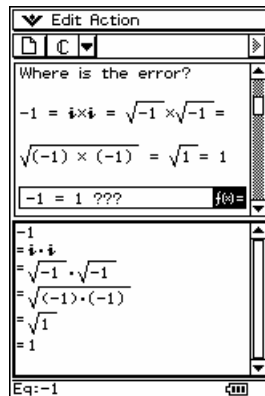 Edit Action
ℂ
Where is the error?
-1 = i×i = √-1 ×√-1 =
√(-1) × (-1) = √1 = 1
-1 = 1 ??? f(x)=
-1
=i·i
=√-1 ·√-1
=√(-1)·(-1)
=√1
=1
Eq:-1